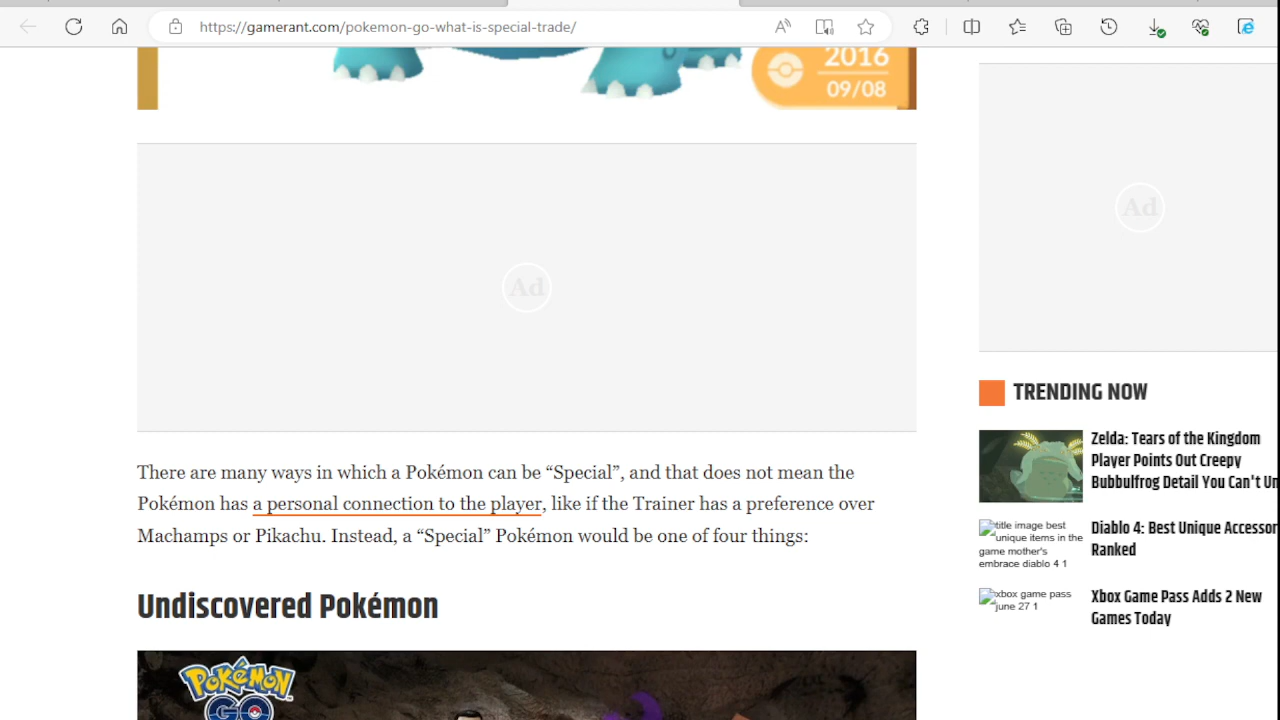 https://gamerant.com/pokemon-go-what-is-special-trade/
2016
09/08
Ad
There are many ways in which a Pokémon can be “Special”, and that does not mean the
Pokémon has a personal connection to the player, like if the Trainer has a preference over
Machamps or Pikachu. Instead, a “Special” Pokémon would be one of four things:
Undiscovered Pokémon
POKÉMON
GO
Ad
TRENDING NOW
Zelda: Tears of the Kingdom
Player Points Out Creepy
Bubbulfrog Detail You Can't Un
title image best
unique items in the
game mother's
embrace diablo 4 1
Diablo 4: Best Unique Accessor
Ranked
xbox game pass
june 27 1
Xbox Game Pass Adds 2 New
Games Today